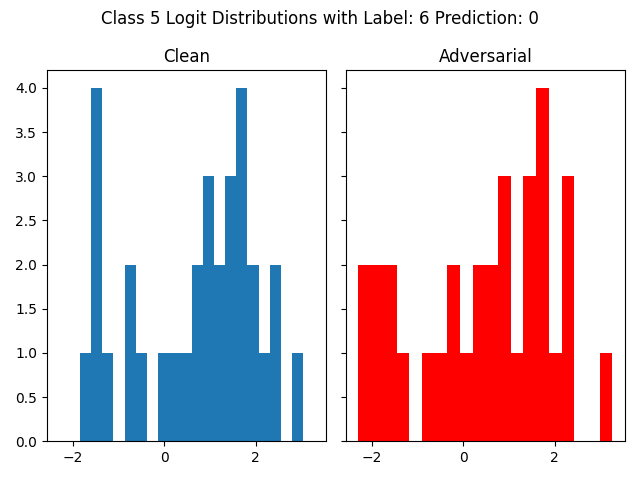 Class 5 Logit Distributions with Label: 6 Prediction: 0
Clean
Adversarial
4.0
3.5
3.0
2.5
2.0
1.5
1.0
0.5
0.0
−2 0 2
−2 0 2